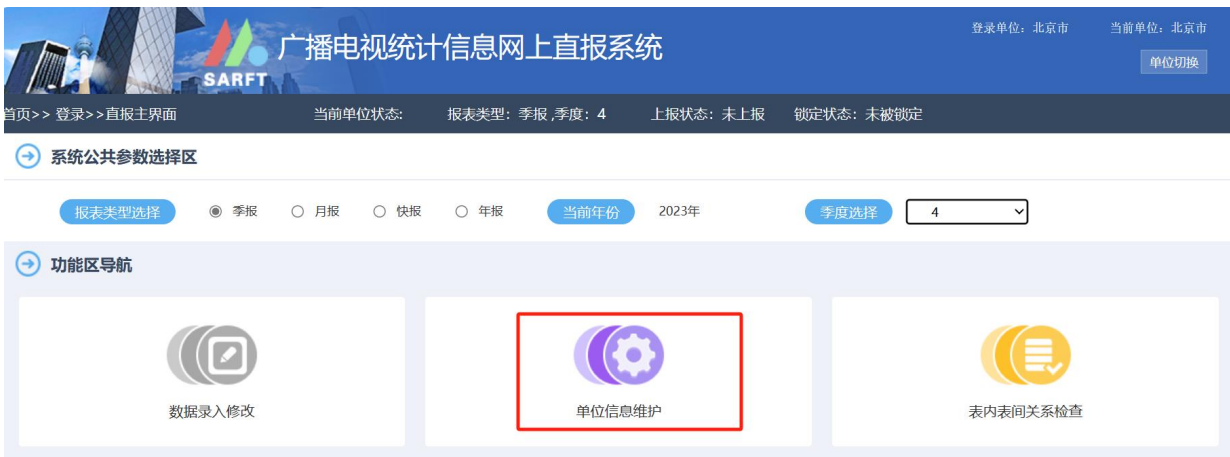 登录单位：北京市 当前单位：北京市
SARFT 广播电视统计信息网上直报系统
单位切换
首页>> 登录>>直报主界面 当前单位状态: 报表类型：季报 ,季度：4 上报状态：未上报 锁定状态：未被锁定
系统公共参数选择区
报表类型选择 季报 月报 快报 年报 当前年份 2023年 季度选择 4
功能区导航
数据录入修改 单位信息维护 表内表间关系检查